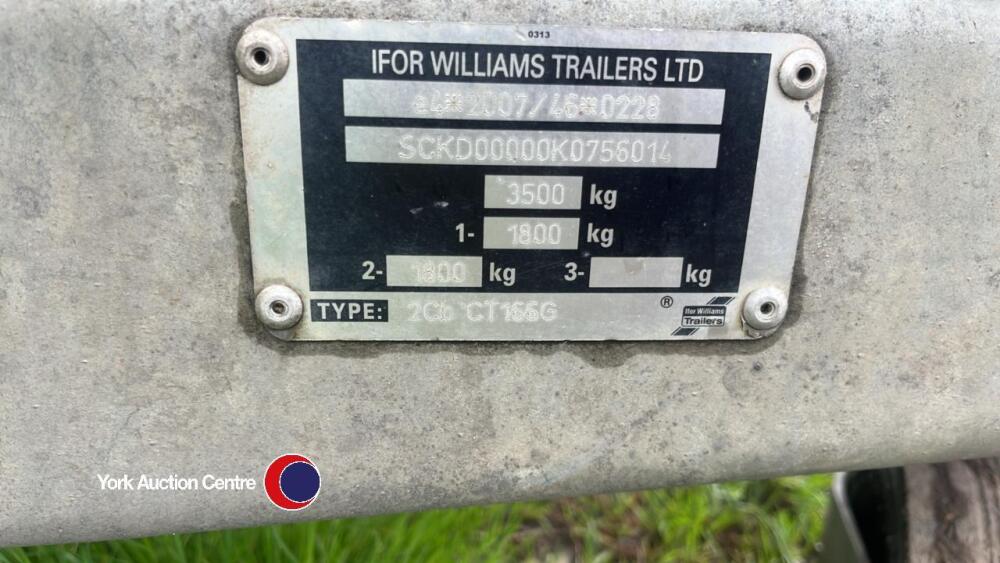 0313
IFOR WILLIAMS TRAILERS LTD
e4*2007/46*0228
SCKD00000K0756014
3500 kg
1- 1800 kg
2- 1800 kg 3- kg
TYPE: CT166G ®
Ifor Williams
Trailers
York Auction Centre